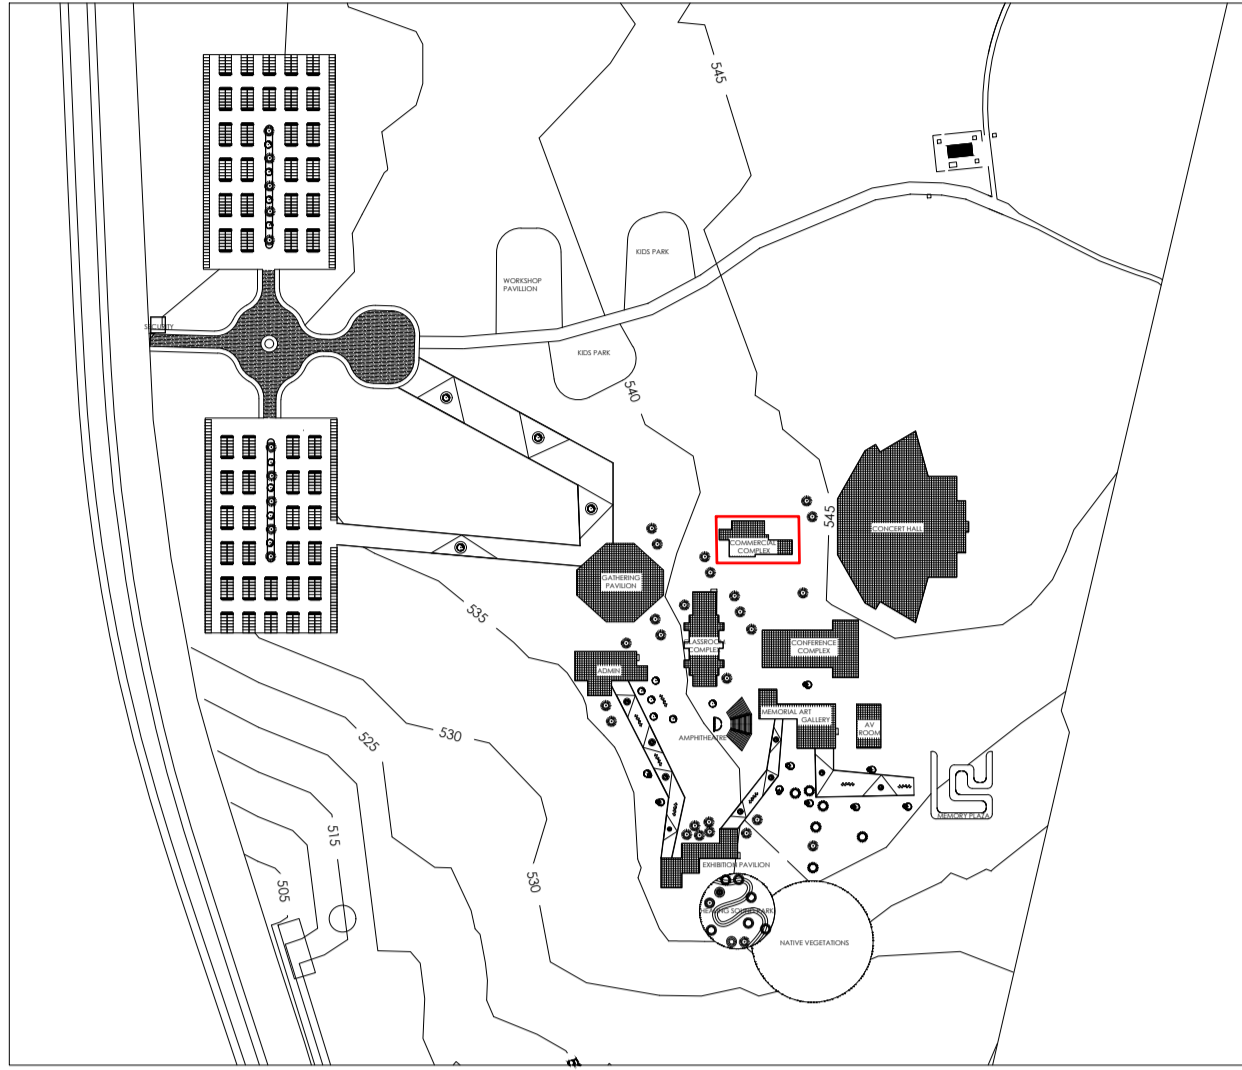 545
KIDS PARK
WORKSHOP
PAVILLION
SECURITY
KIDS PARK
540
545
CONCERT HALL
COMMERCIAL
COMPLEX
GATHERING
PAVILION
535
CLASSROOM
COMPLEX
CONFERENCE
COMPLEX
ADMIN
MEMORIAL ART
GALLERY
AV
ROOM
AMPHITHEATRE
530
525
515
MEMORY PLAZA
EXHIBITION PAVILION
530
505
HEALING SOUND PARK
NATIVE VEGETATIONS